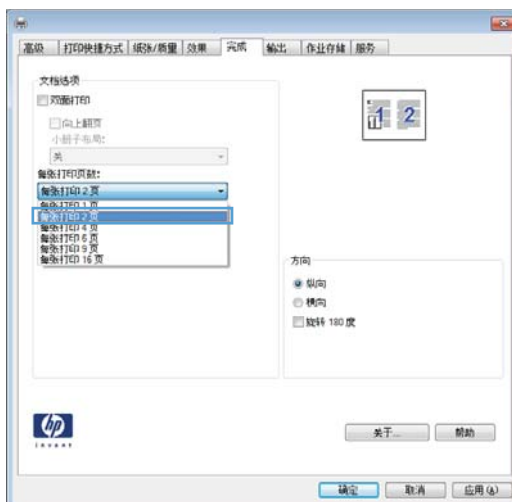 高级 打印快捷方式 纸张/质量 效果 完成 输出 作业存储 服务
文档选项
双面打印
向上翻页
小册子布局:
关
每张打印页数:
每张打印 2 页
每张打印 1 页
每张打印 2 页
每张打印 4 页
每张打印 6 页
每张打印 9 页
每张打印 16 页
1 2
方向
纵向
横向
旋转 180 度
hp
invent
关于... 帮助
确定 取消 应用(A)